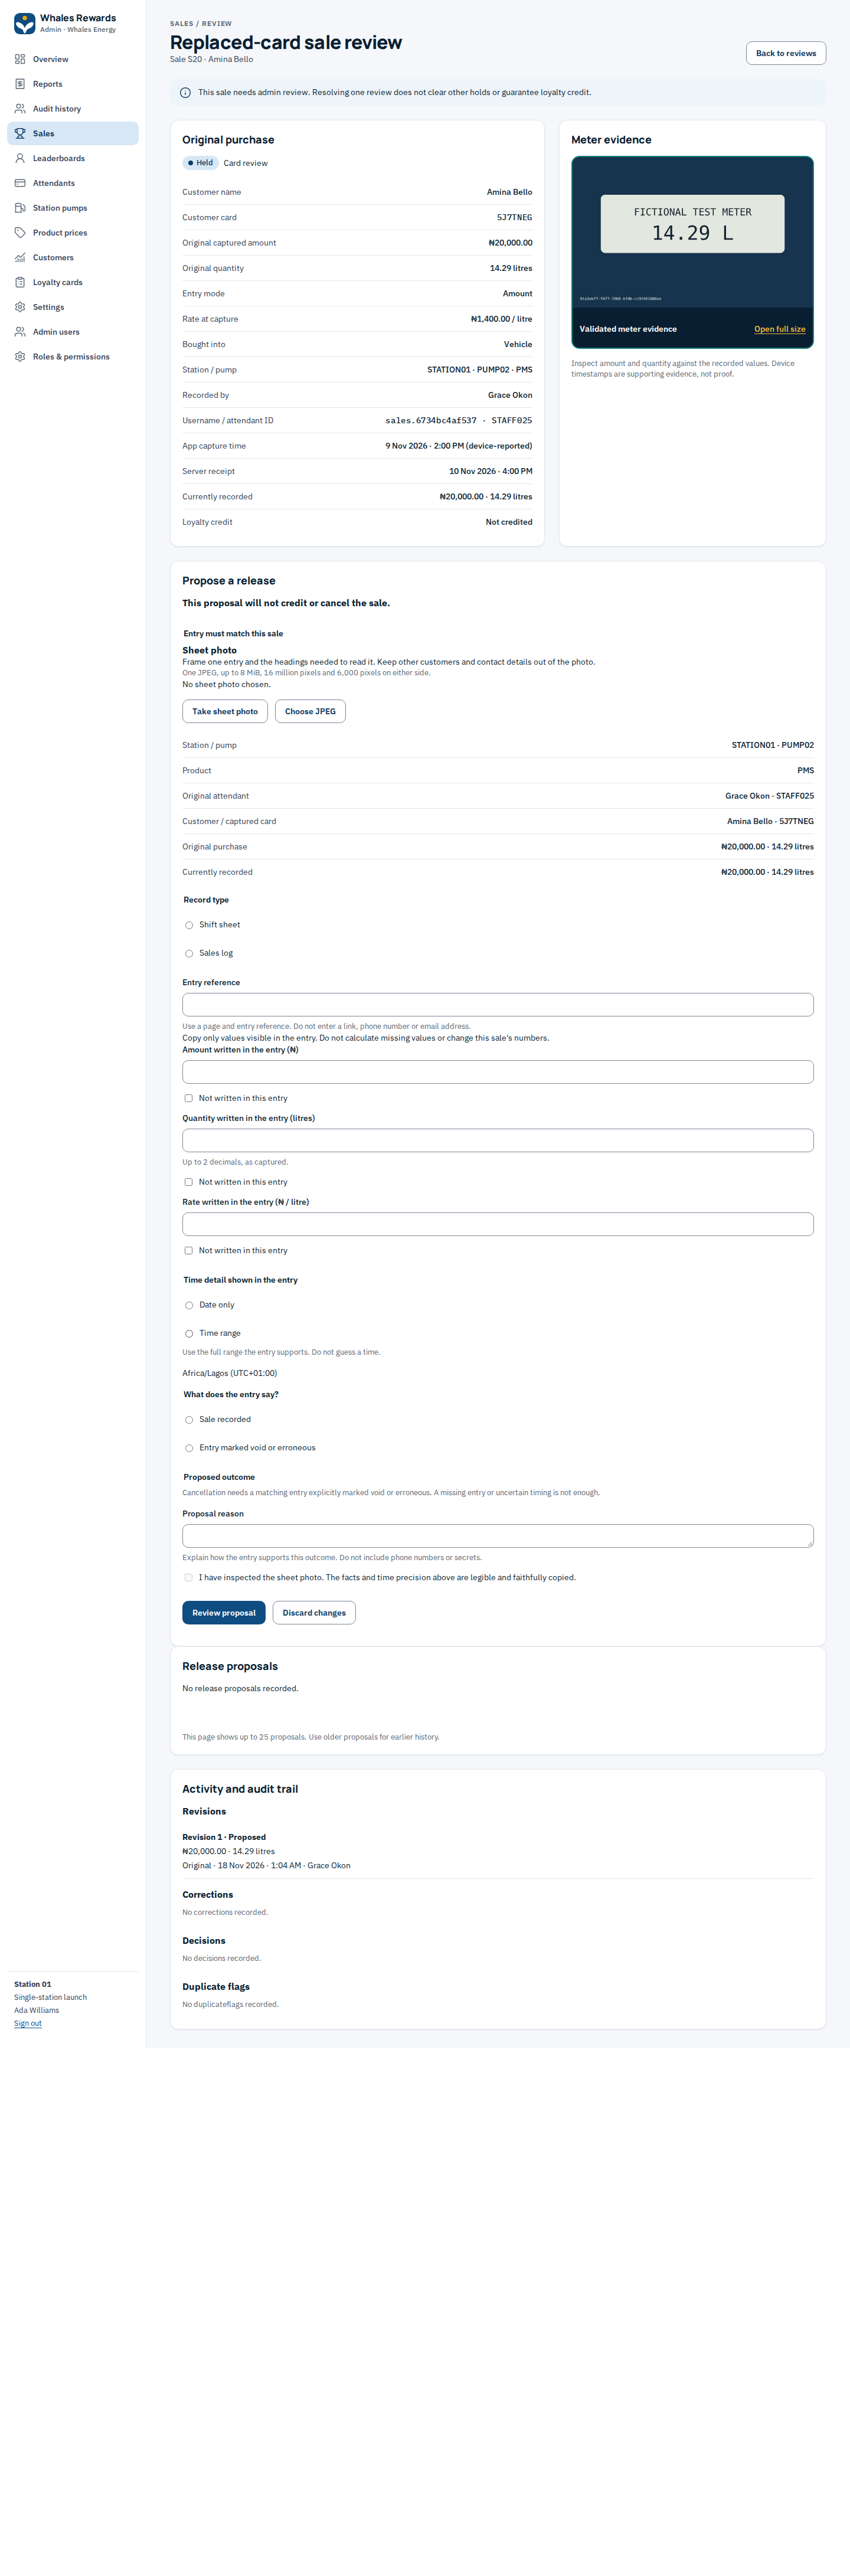 Whales Rewards
Admin · Whales Energy
Overview
Reports
Audit history
Sales
Leaderboards
Attendants
Station pumps
Product prices
Customers
Loyalty cards
Settings
Admin users
Roles & permissions
Station 01
Single-station launch
Ada Williams
Sign out
SALES / REVIEW
Replaced-card sale review
Sale S20 · Amina Bello
Back to reviews
This sale needs admin review. Resolving one review does not clear other holds or guarantee loyalty credit.
Original purchase
Held Card review
Customer name Amina Bello
Customer card 5J7TNEG
Original captured amount ₦20,000.00
Original quantity 14.29 litres
Entry mode Amount
Rate at capture ₦1,400.00 / litre
Bought into Vehicle
Station / pump STATION01 · PUMP02 · PMS
Recorded by Grace Okon
Username / attendant ID sales.6734bc4af537 · STAFF025
App capture time 9 Nov 2026 · 2:00 PM (device-reported)
Server receipt 10 Nov 2026 · 4:00 PM
Currently recorded ₦20,000.00 · 14.29 litres
Loyalty credit Not credited
Meter evidence
FICTIONAL TEST METER
14.29 L
Validated meter evidence Open full size
Inspect amount and quantity against the recorded values. Device
timestamps are supporting evidence, not proof.
Propose a release
This proposal will not credit or cancel the sale.
Entry must match this sale
Sheet photo
Frame one entry and the headings needed to read it. Keep other customers and contact details out of the photo.
One JPEG, up to 8 MiB, 16 million pixels and 6,000 pixels on either side.
No sheet photo chosen.
Take sheet photo Choose JPEG
Station / pump STATION01 · PUMP02
Product PMS
Original attendant Grace Okon · STAFF025
Customer / captured card Amina Bello · 5J7TNEG
Original purchase ₦20,000.00 · 14.29 litres
Currently recorded ₦20,000.00 · 14.29 litres
Record type
Shift sheet
Sales log
Entry reference
Use a page and entry reference. Do not enter a link, phone number or email address.
Copy only values visible in the entry. Do not calculate missing values or change this sale's numbers.
Amount written in the entry (₦)
Not written in this entry
Quantity written in the entry (litres)
Up to 2 decimals, as captured.
Not written in this entry
Rate written in the entry (₦ / litre)
Not written in this entry
Time detail shown in the entry
Date only
Time range
Use the full range the entry supports. Do not guess a time.
Africa/Lagos (UTC+01:00)
What does the entry say?
Sale recorded
Entry marked void or erroneous
Proposed outcome
Cancellation needs a matching entry explicitly marked void or erroneous. A missing entry or uncertain timing is not enough.
Proposal reason
Explain how the entry supports this outcome. Do not include phone numbers or secrets.
I have inspected the sheet photo. The facts and time precision above are legible and faithfully copied.
Review proposal Discard changes
Release proposals
No release proposals recorded.
This page shows up to 25 proposals. Use older proposals for earlier history.
Activity and audit trail
Revisions
Revision 1 · Proposed
₦20,000.00 · 14.29 litres
Original · 18 Nov 2026 · 1:04 AM · Grace Okon
Corrections
No corrections recorded.
Decisions
No decisions recorded.
Duplicate flags
No duplicateflags recorded.